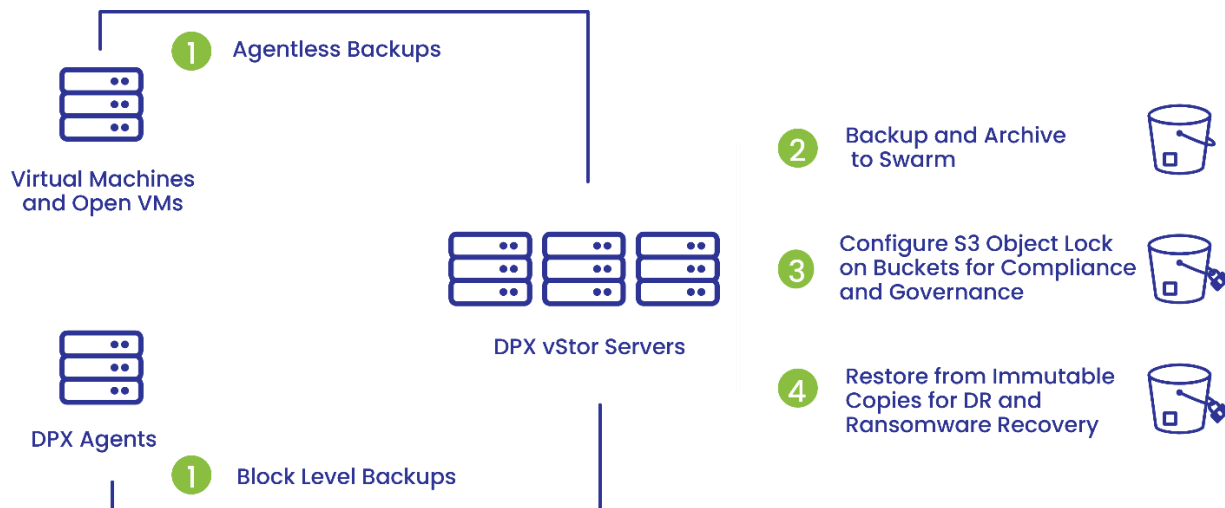 1 Agentless Backups
Virtual Machines
and Open VMs
DPX vStor Servers
DPX Agents
1 Block Level Backups
2 Backup and Archive
to Swarm
3 Configure S3 Object Lock
on Buckets for Compliance
and Governance
4 Restore from Immutable
Copies for DR and
Ransomware Recovery